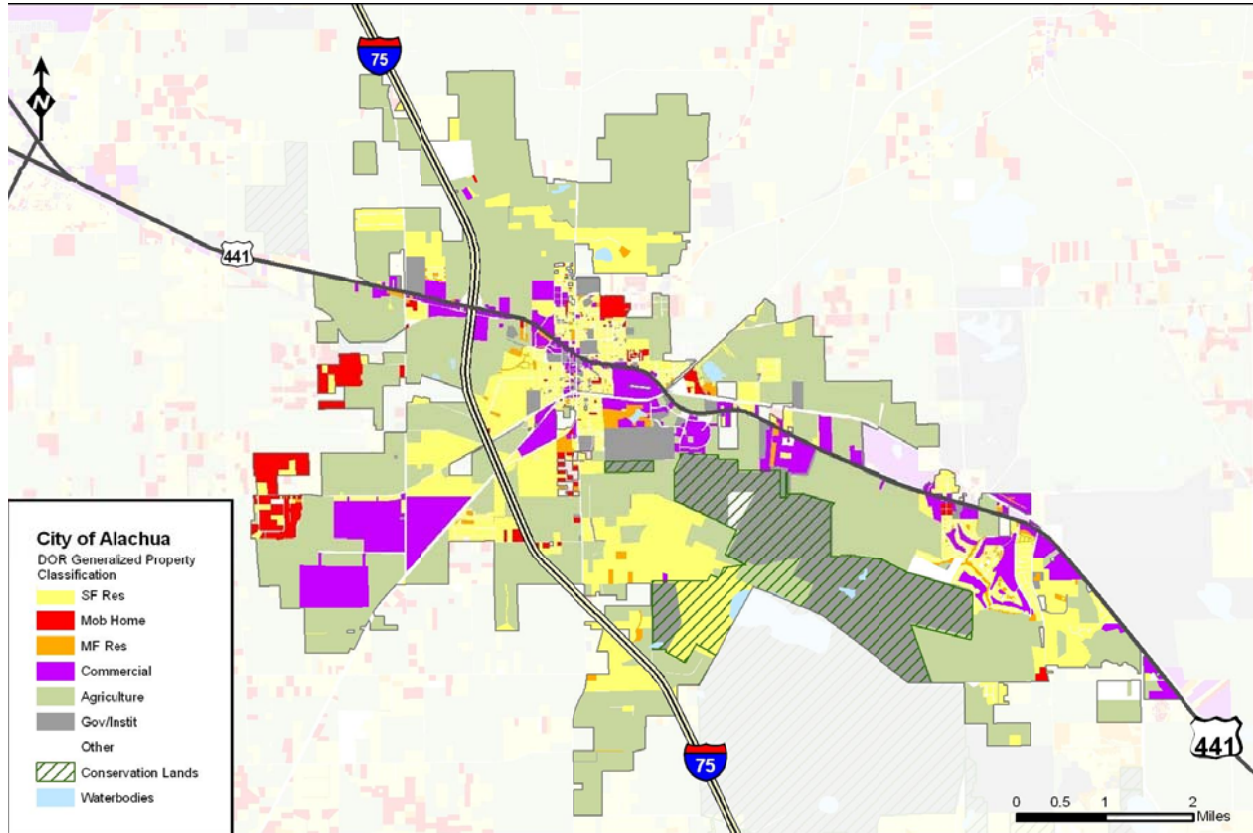 75
N
441
City of Alachua
DOR Generalized Property
Classification
SF Res
Mob Home
MF Res
Commercial
Agriculture
Gov/Instit
Other
Conservation Lands
Waterbodies
75
441
0 0.5 1 2
Miles